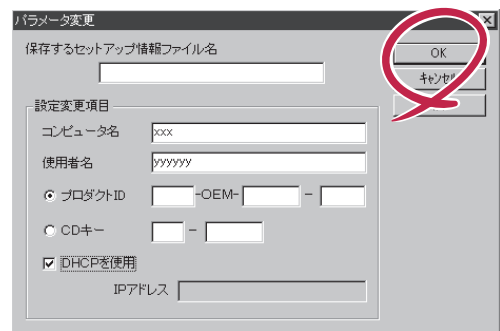 パラメータ変更
保存するセットアップ情報ファイル名
OK
キャンセル
設定変更項目
コンピュータ名 xxx
使用者名 yyyyyy
プロダクトID -OEM- -
CDキー -
DHCPを使用
IPアドレス